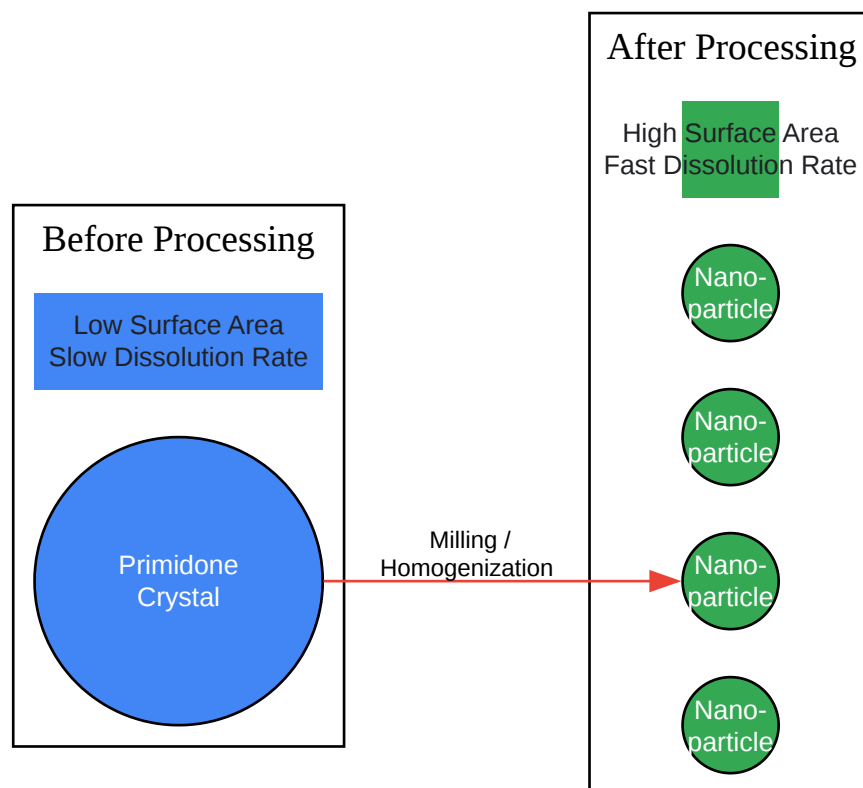 Before Processing
Low Surface Area
Slow Dissolution Rate
Primidone
Crystal
Milling /
Homogenization
After Processing
High Surface Area
Fast Dissolution Rate
Nano-
particle
Nano-
particle
Nano-
particle
Nano-
particle